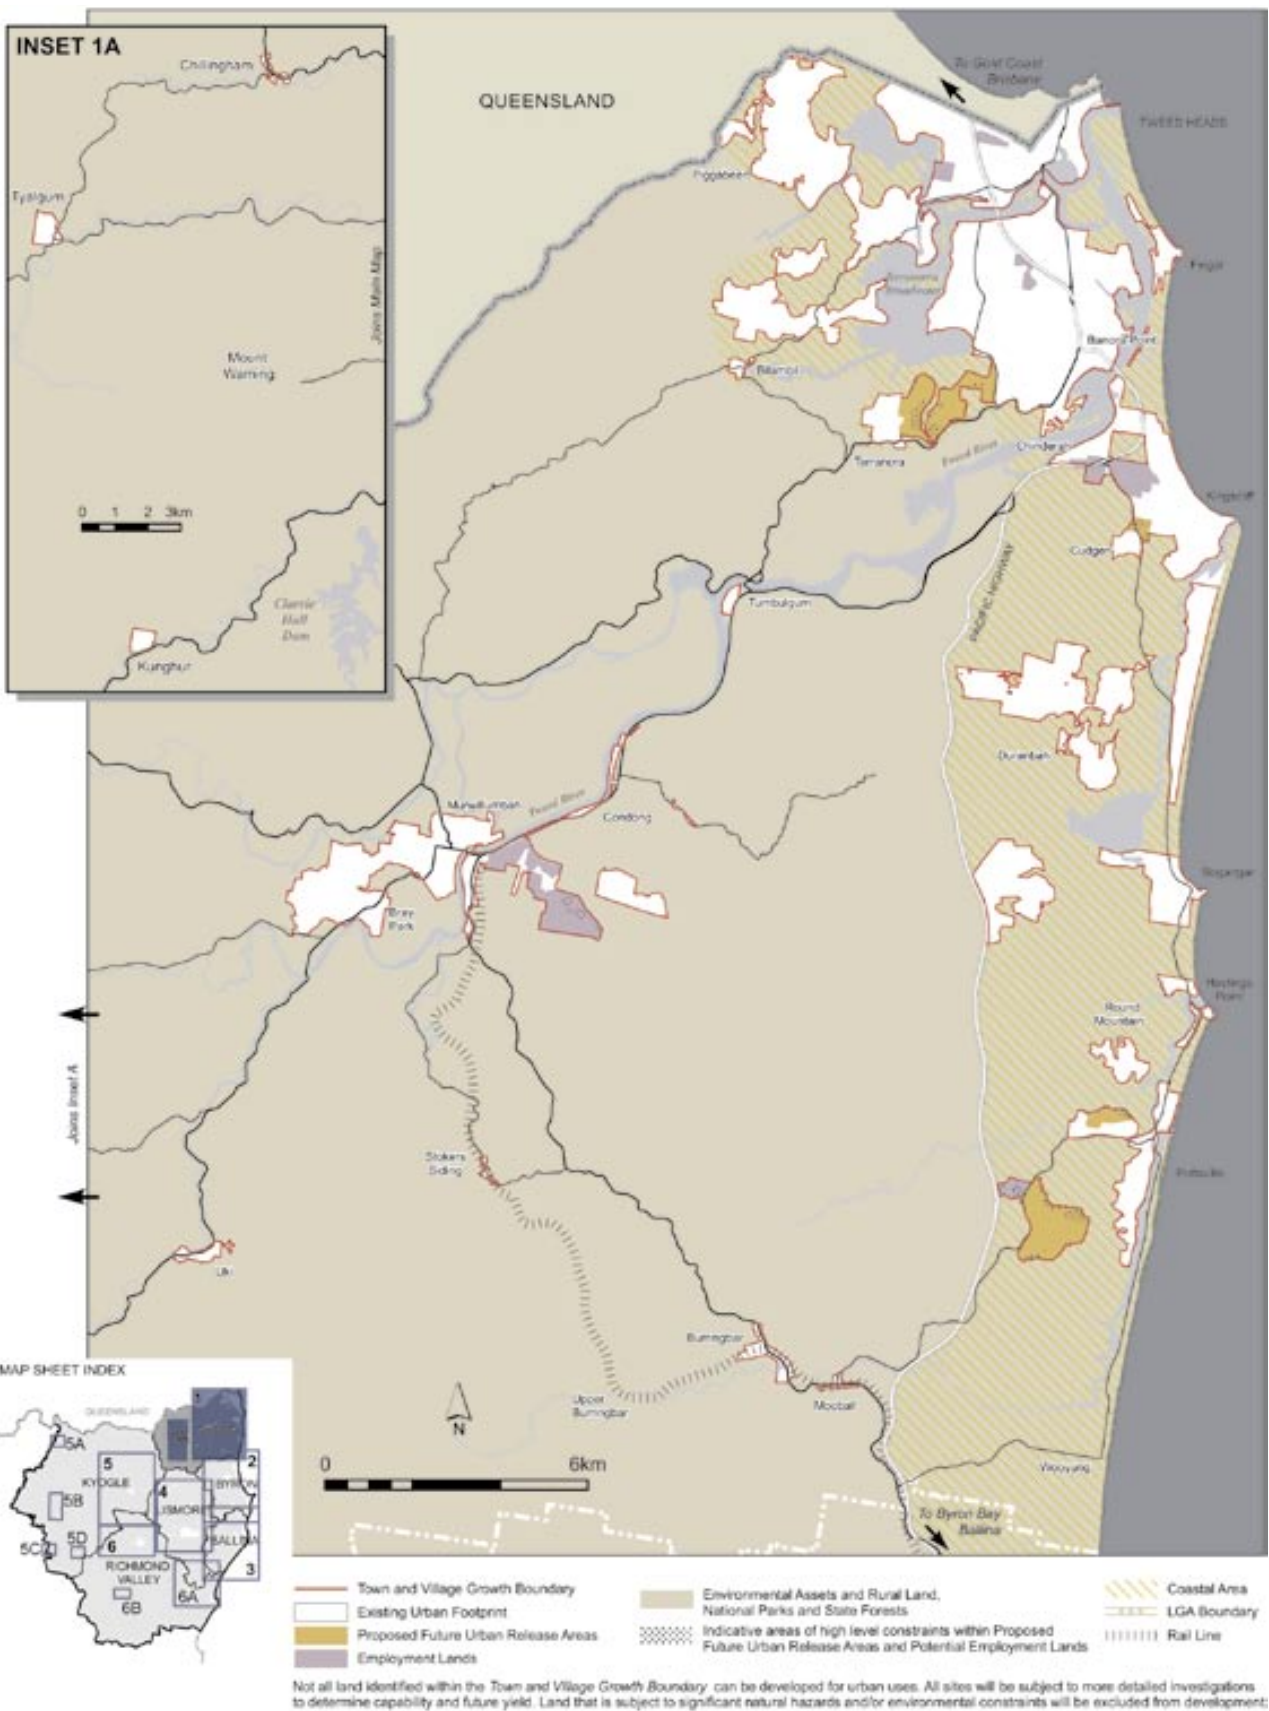 INSET 1A
Chillingham
Tyalgum
Joins Main Map
Mount
Warning
0 1 2 3km
Clarrie
Hall
Dam
Kunghur
QUEENSLAND
To Gold Coast
Brisbane
TWEED HEADS
Piggabeen
Fingal
Terranora
Broadwater
Banora Point
Bilambil
Chinderah
Terranora
Tweed River
Kingscliff
Cudgen
PACIFIC HIGHWAY
Tumbulgum
Duranbah
Murwillumbah
Tweed River
Condong
Bogangar
Bray
Park
Hastings
Point
Round
Mountain
Joins Inset A
Stokers
Siding
Pottsville
Uki
Burringbar
Upper
Burringbar
Mooball
N
0 6km
Wooyung
To Byron Bay
Ballina
MAP SHEET INDEX
QUEENSLAND
1
5A
2
5
KYOGLE
BYRON
4
5B
LISMORE
BALLINA
5C
5D
6
3
RICHMOND
VALLEY
6A
6B
Town and Village Growth Boundary
Existing Urban Footprint
Proposed Future Urban Release Areas
Employment Lands
Environmental Assets and Rural Land,
National Parks and State Forests
Indicative areas of high level constraints within Proposed
Future Urban Release Areas and Potential Employment Lands
Coastal Area
LGA Boundary
Rail Line
Not all land identified within the Town and Village Growth Boundary can be developed for urban uses. All sites will be subject to more detailed investigations
to determine capability and future yield. Land that is subject to significant natural hazards and/or environmental constraints will be excluded from development: